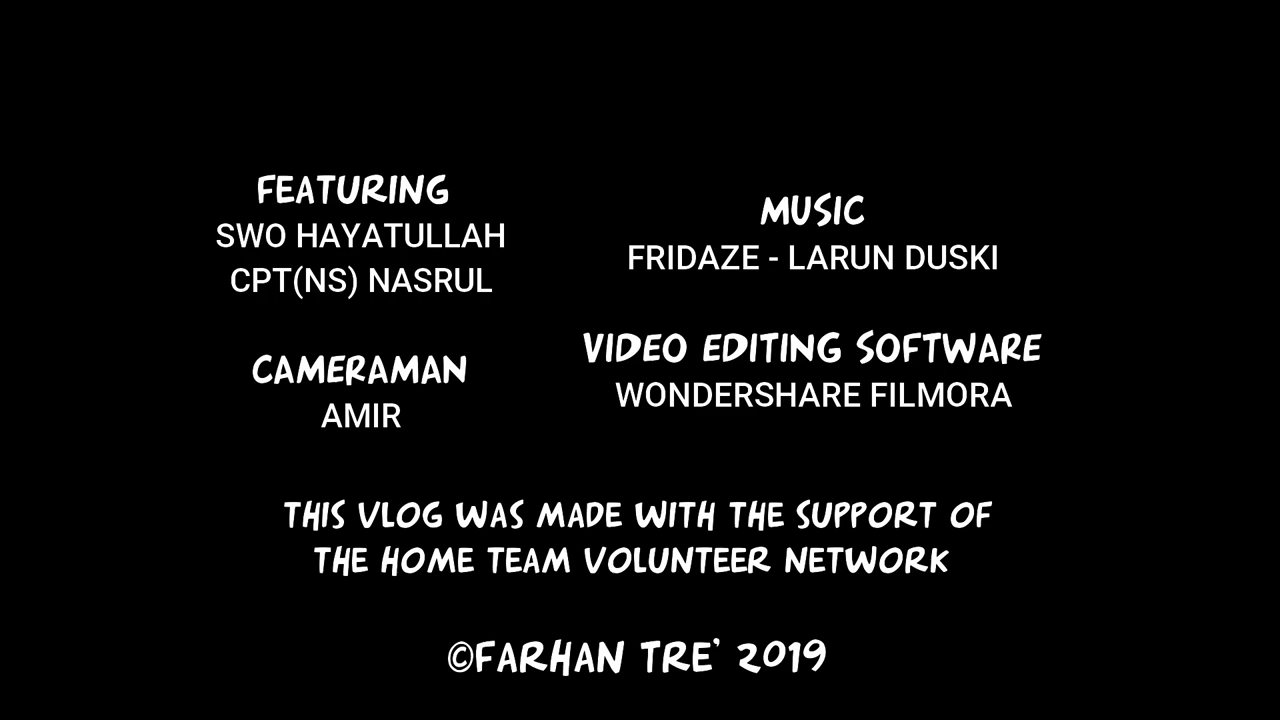 FEATURING
SWO HAYATULLAH
CPT(NS) NASRUL
CAMERAMAN
AMIR
MUSIC
FRIDAZE - LARUN DUSKI
VIDEO EDITING SOFTWARE
WONDERSHARE FILMORA
THIS VLOG WAS MADE WITH THE SUPPORT OF
THE HOME TEAM VOLUNTEER NETWORK
©FARHAN TRE' 2019